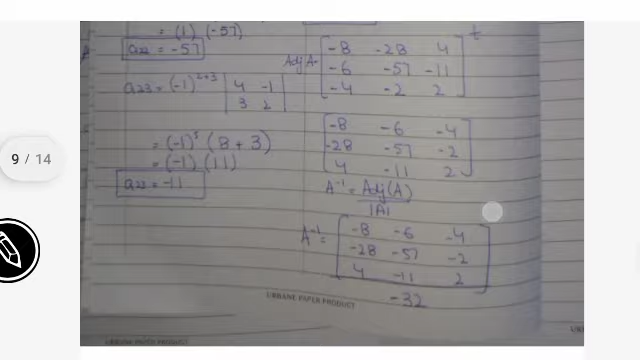 = (1) (-57)
a22 = -57
a23 = (-1)^2+3 | 4 -1 |
| 3 2 |
= (-1)^5 (8 + 3)
= (-1) (11)
a23 = -11
t
Adj A = [ -8 -28 4
-6 -57 -11
-4 -2 2 ]
[ -8 -6 -4
-28 -57 -2
4 -11 2 ]
A^-1 = Adj(A)
|A|
A^-1 = [ -8 -6 -4
-28 -57 -2
4 -11 2 ]
-32
URBANE PAPER PRODUCT
URBANE PAPER PRODUCT
9 / 14